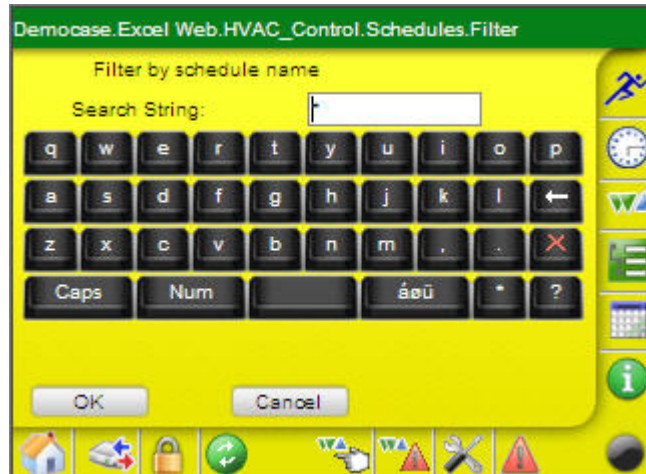 Democase.Excel Web.HVAC_Control.Schedules.Filter
Filter by schedule name
Search String: *
q w e r t y u i o p
a s d f g h j k l ←
z x c v b n m , . X
Caps Num áøü * ?
OK Cancel